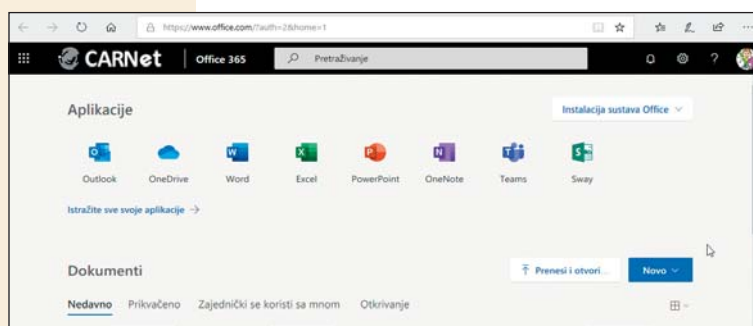 https://www.office.com/?auth=2&home=1
CARNet Office 365 Pretraživanje ?
Aplikacije Instalacija sustava Office
Outlook OneDrive Word Excel PowerPoint OneNote Teams Sway
Istražite sve svoje aplikacije →
Dokumenti Prenesi i otvori... Novo
Nedavno Prikvačeno Zajednički se koristi sa mnom Otkrivanje